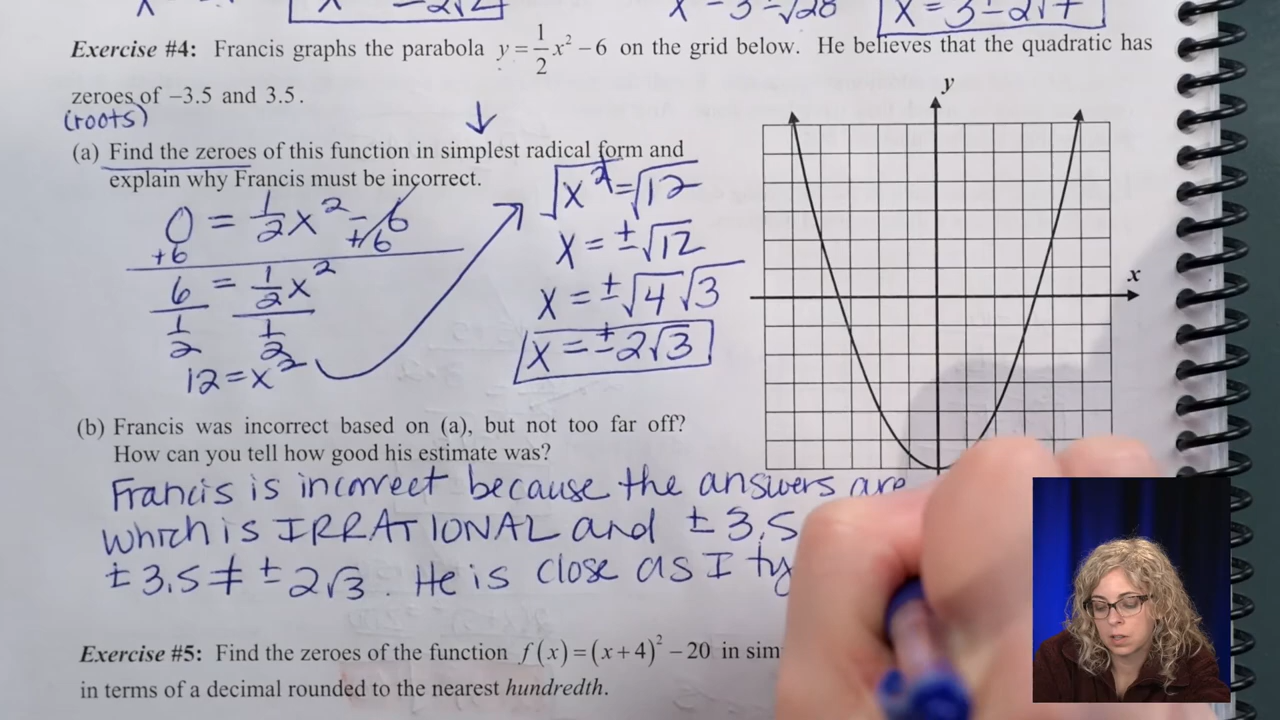 x = 3 ± √28
x = 3 ± 2√7
Exercise #4: Francis graphs the parabola y = 1/2 x² − 6 on the grid below. He believes that the quadratic has
zeroes of −3.5 and 3.5.
(roots)
y
(a) Find the zeroes of this function in simplest radical form and
explain why Francis must be incorrect.
0 = 1/2 x² − 6
+6 +6
6 = 1/2 x²
1/2 1/2
12 = x²
√x² = √12
x = ±√12
x = ±√4 √3
x = ±2√3
x
(b) Francis was incorrect based on (a), but not too far off?
How can you tell how good his estimate was?
Francis is incorrect because the answers are
which is IRRATIONAL and ± 3.5
± 3.5 ≠ ± 2√3. He is close as I ty
Exercise #5: Find the zeroes of the function f(x) = (x+4)² − 20 in sim
in terms of a decimal rounded to the nearest hundredth.